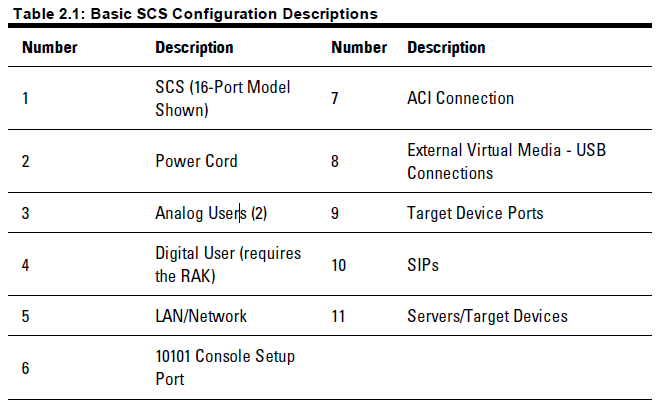 Table 2.1: Basic SCS Configuration Descriptions
Number Description Number Description
1 SCS (16-Port Model Shown) 7 ACI Connection
2 Power Cord 8 External Virtual Media - USB Connections
3 Analog Users (2) 9 Target Device Ports
4 Digital User (requires the RAK) 10 SIPs
5 LAN/Network 11 Servers/Target Devices
6 10101 Console Setup Port